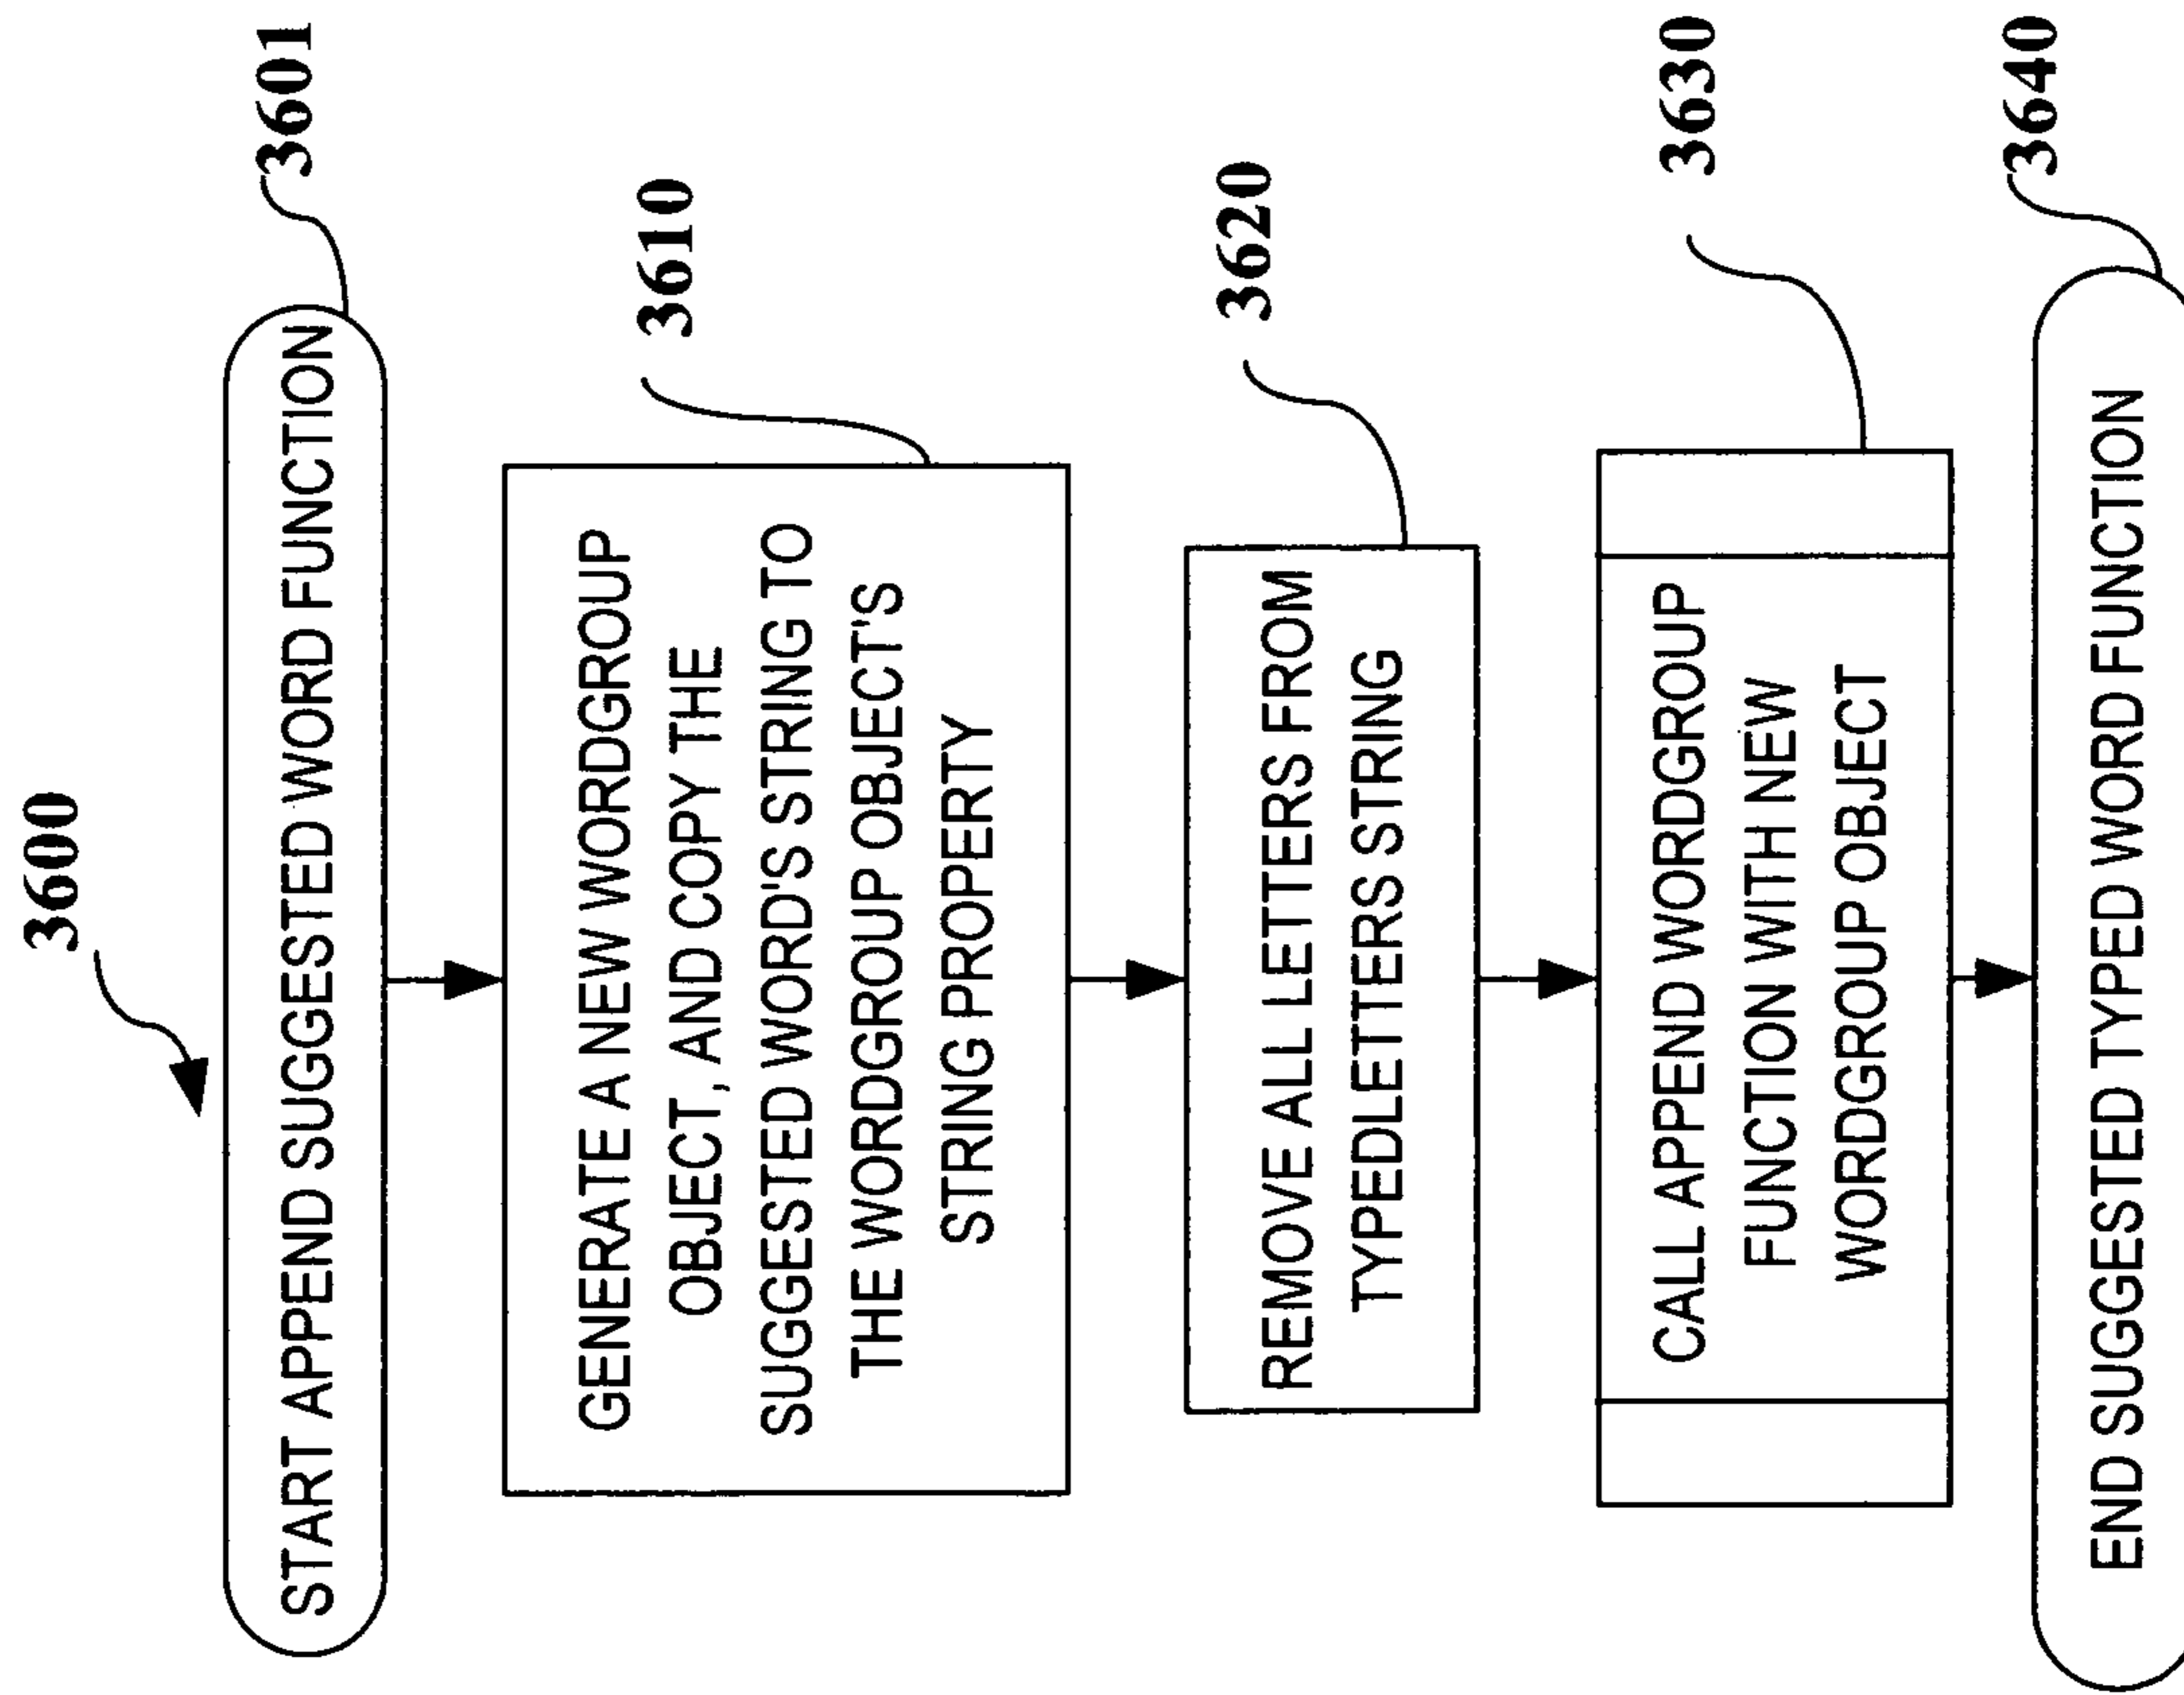 3600
START APPEND SUGGESTED WORD FUNCTION
3601
GENERATE A NEW WORDGROUP
OBJECT, AND COPY THE
SUGGESTED WORD'S STRING TO
THE WORDGROUP OBJECT'S
STRING PROPERTY
3610
REMOVE ALL LETTERS FROM
TYPEDLETTERS STRING
3620
CALL APPEND WORDGROUP
FUNCTION WITH NEW
WORDGROUP OBJECT
3630
END SUGGESTED TYPED WORD FUNCTION
3640